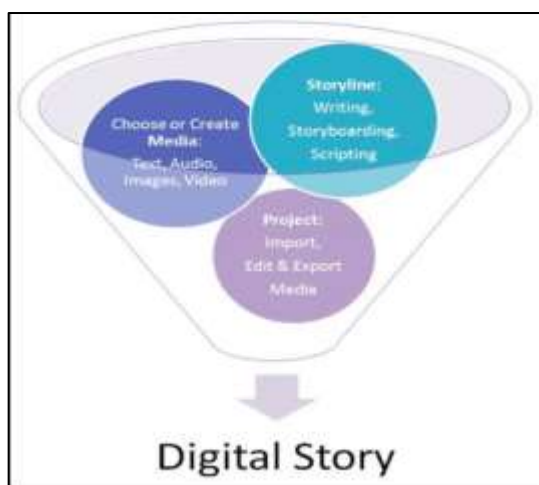 Storyline:
Writing,
Storyboarding,
Scripting
Choose or Create
Media:
Text, Audio,
Images, Video
Project:
Import,
Edit & Export
Media
Digital Story